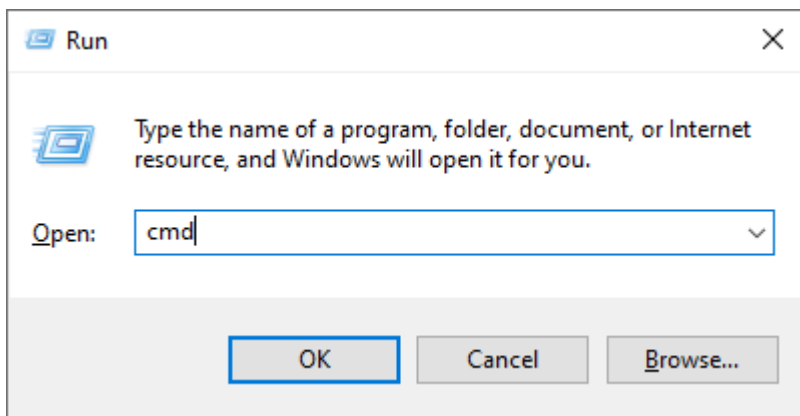 Run
Type the name of a program, folder, document, or Internet
resource, and Windows will open it for you.
Open: cmd
OK Cancel Browse...